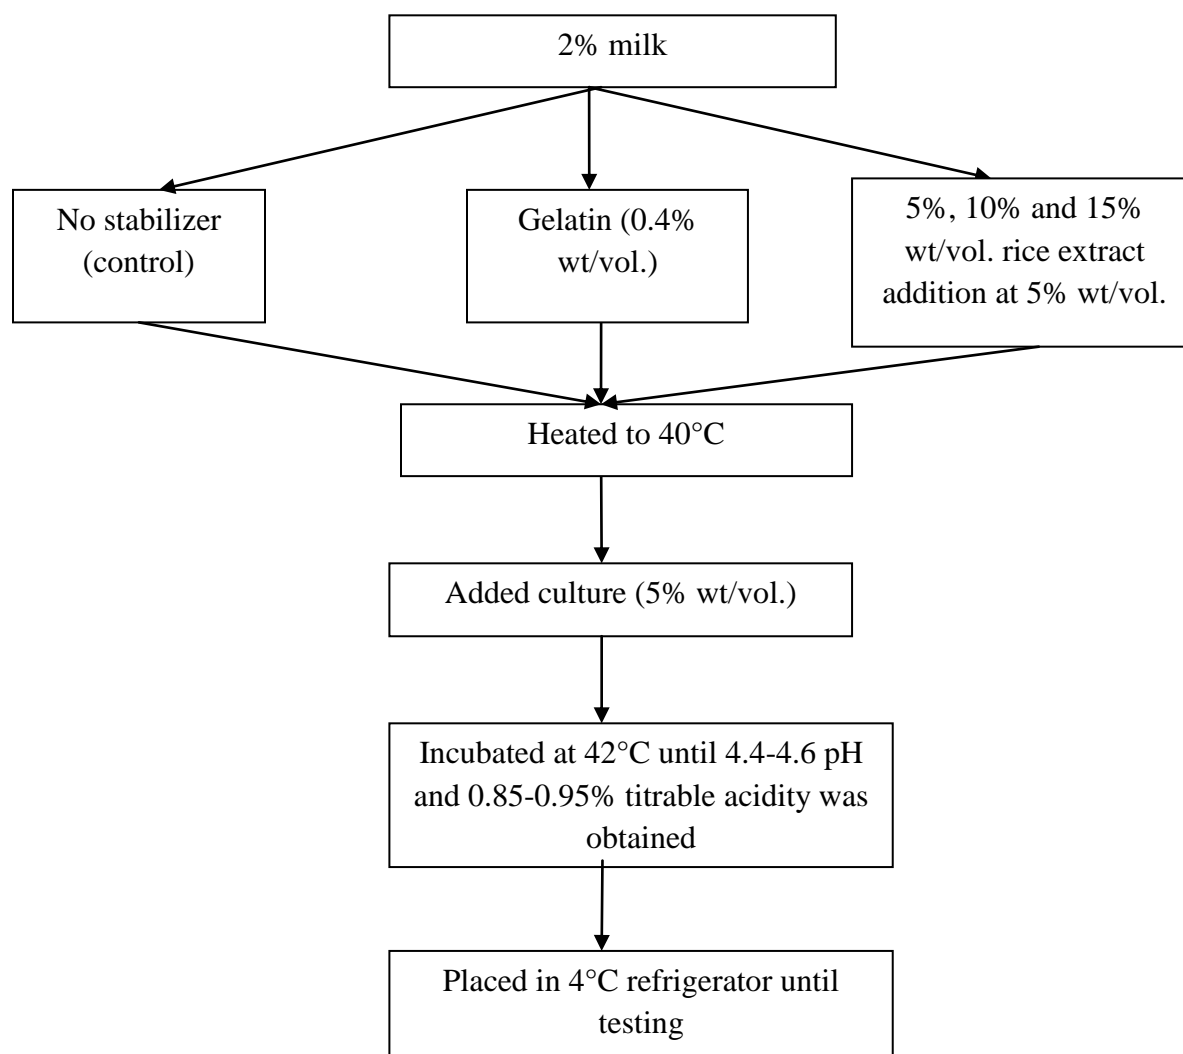 2% milk
No stabilizer
(control)
Gelatin (0.4%
wt/vol.)
5%, 10% and 15%
wt/vol. rice extract
addition at 5% wt/vol.
Heated to 40°C
Added culture (5% wt/vol.)
Incubated at 42°C until 4.4-4.6 pH
and 0.85-0.95% titrable acidity was
obtained
Placed in 4°C refrigerator until
testing